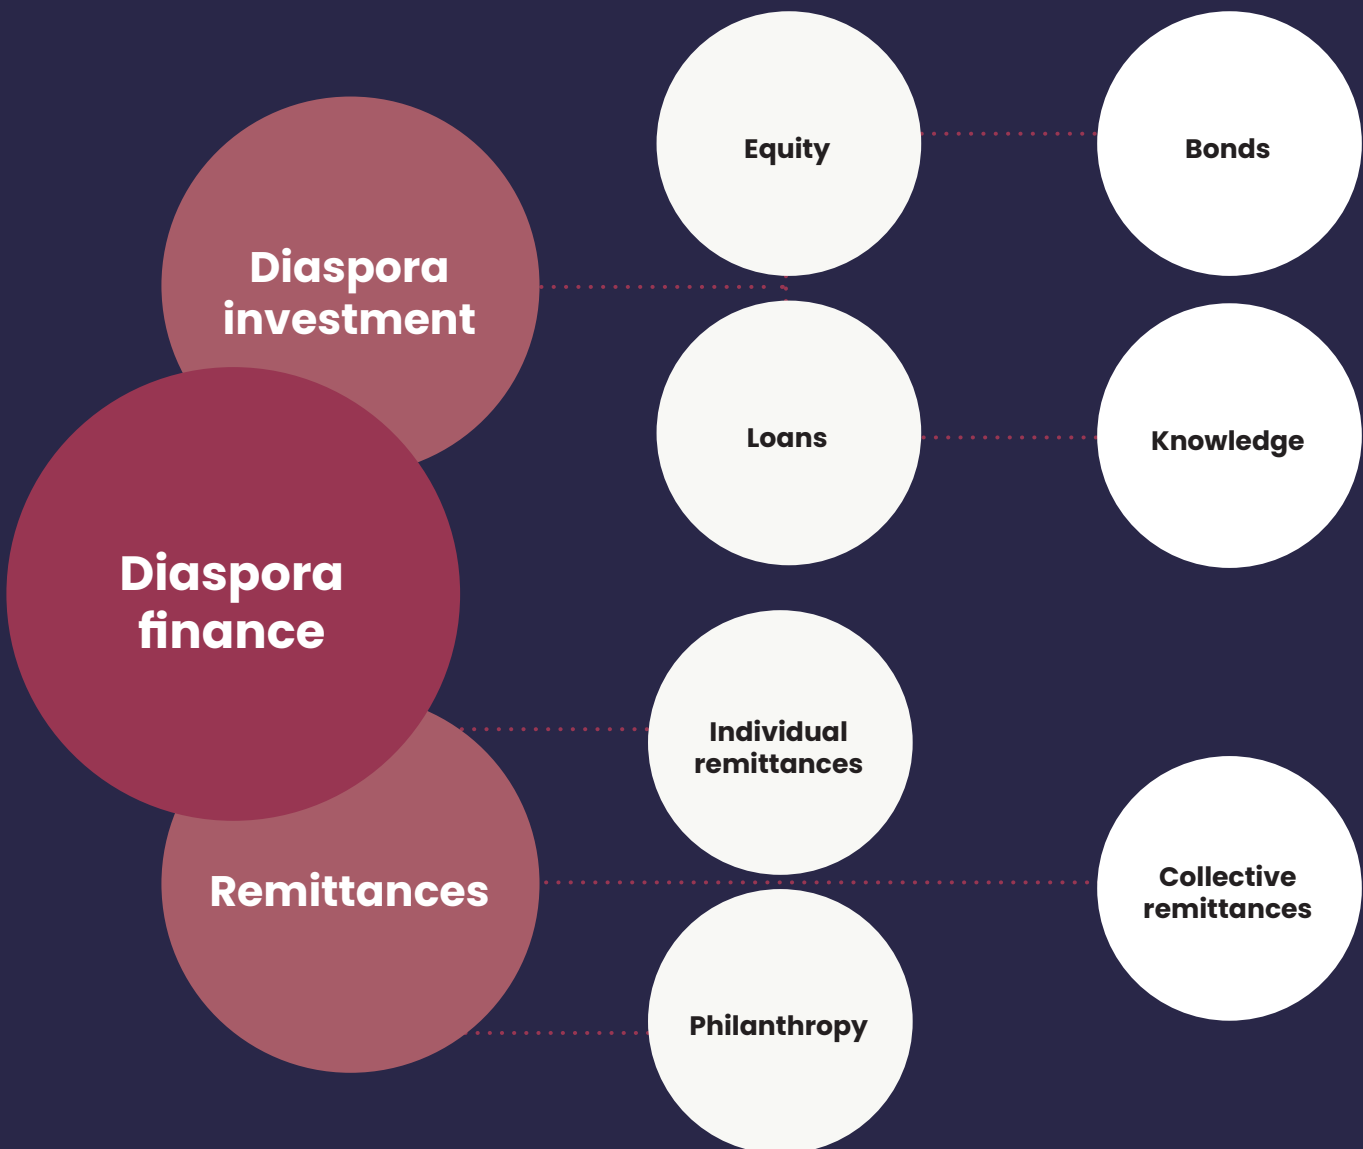 Diaspora
investment
Equity
Bonds
Loans
Knowledge
Diaspora
finance
Individual
remittances
Remittances
Collective
remittances
Philanthropy